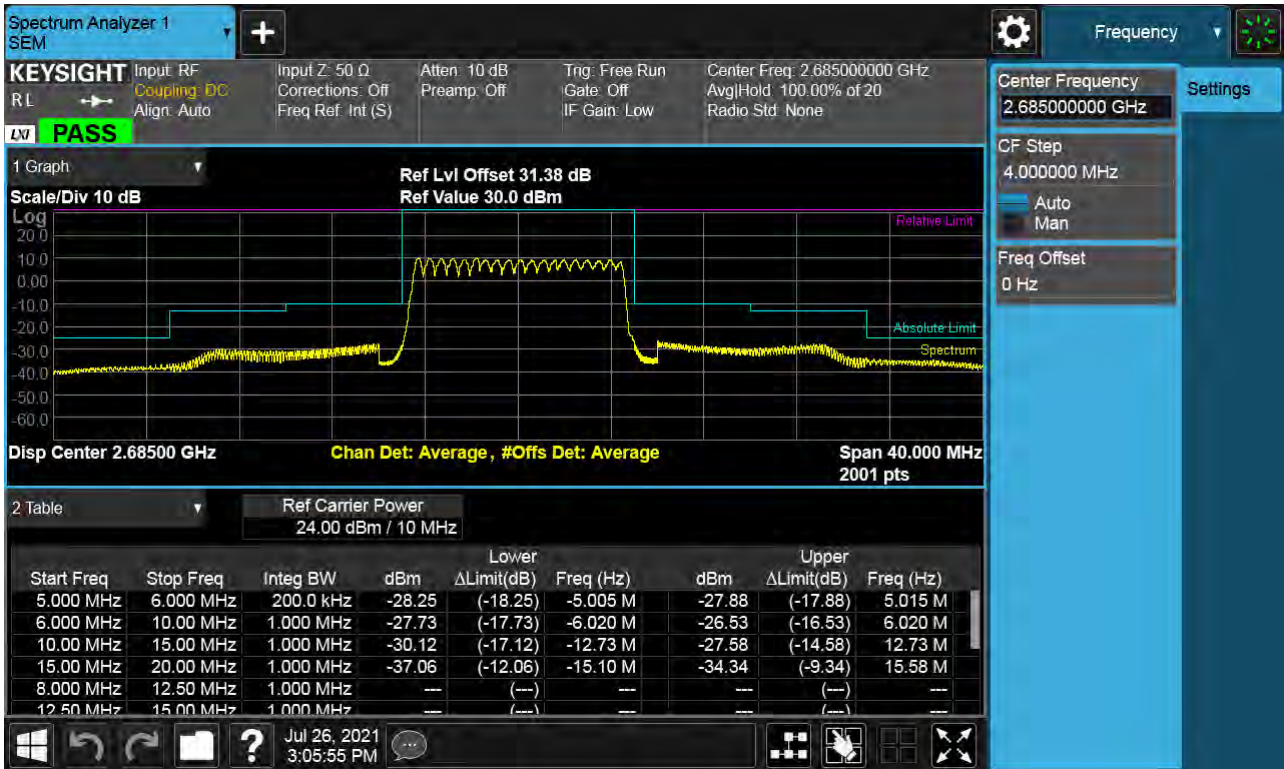 Spectrum Analyzer 1
SEM
Frequency
KEYSIGHT
Input: RF
Input Z: 50 Ω
Atten: 10 dB
Trig: Free Run
Center Freq: 2.685000000 GHz
R L
Coupling: DC
Corrections: Off
Preamp: Off
Gate: Off
Avg|Hold: 100.00% of 20
Align: Auto
Freq Ref: Int (S)
IF Gain: Low
Radio Std: None
LXI
PASS
Center Frequency
2.685000000 GHz
Settings
CF Step
4.000000 MHz
Auto
Man
Freq Offset
0 Hz
1 Graph
Ref Lvl Offset 31.38 dB
Scale/Div 10 dB
Ref Value 30.0 dBm
Log
Relative Limit
20.0
10.0
0.00
-10.0
-20.0
Absolute Limit
-30.0
Spectrum
-40.0
-50.0
-60.0
Disp Center 2.68500 GHz
Chan Det: Average, #Offs Det: Average
Span 40.000 MHz
2001 pts
2 Table
Ref Carrier Power
24.00 dBm / 10 MHz
Lower Upper
Start Freq Stop Freq Integ BW dBm ΔLimit(dB) Freq (Hz) dBm ΔLimit(dB) Freq (Hz)
5.000 MHz 6.000 MHz 200.0 kHz -28.25 (-18.25) -5.005 M -27.88 (-17.88) 5.015 M
6.000 MHz 10.00 MHz 1.000 MHz -27.73 (-17.73) -6.020 M -26.53 (-16.53) 6.020 M
10.00 MHz 15.00 MHz 1.000 MHz -30.12 (-17.12) -12.73 M -27.58 (-14.58) 12.73 M
15.00 MHz 20.00 MHz 1.000 MHz -37.06 (-12.06) -15.10 M -34.34 (-9.34) 15.58 M
8.000 MHz 12.50 MHz 1.000 MHz --- (---) --- --- (---) ---
12.50 MHz 15.00 MHz 1.000 MHz --- (---) --- --- (---) ---
?
Jul 26, 2021
3:05:55 PM